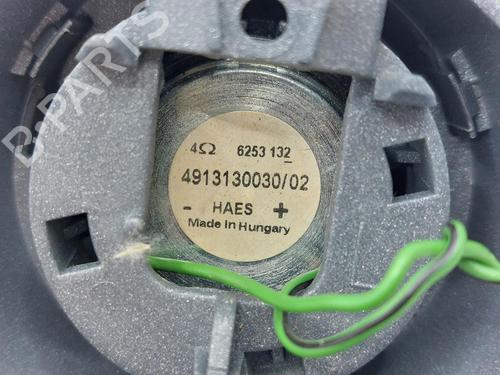 B-PARTS
4Ω 6253 132
4913130030/02
- HAES +
Made in Hungary